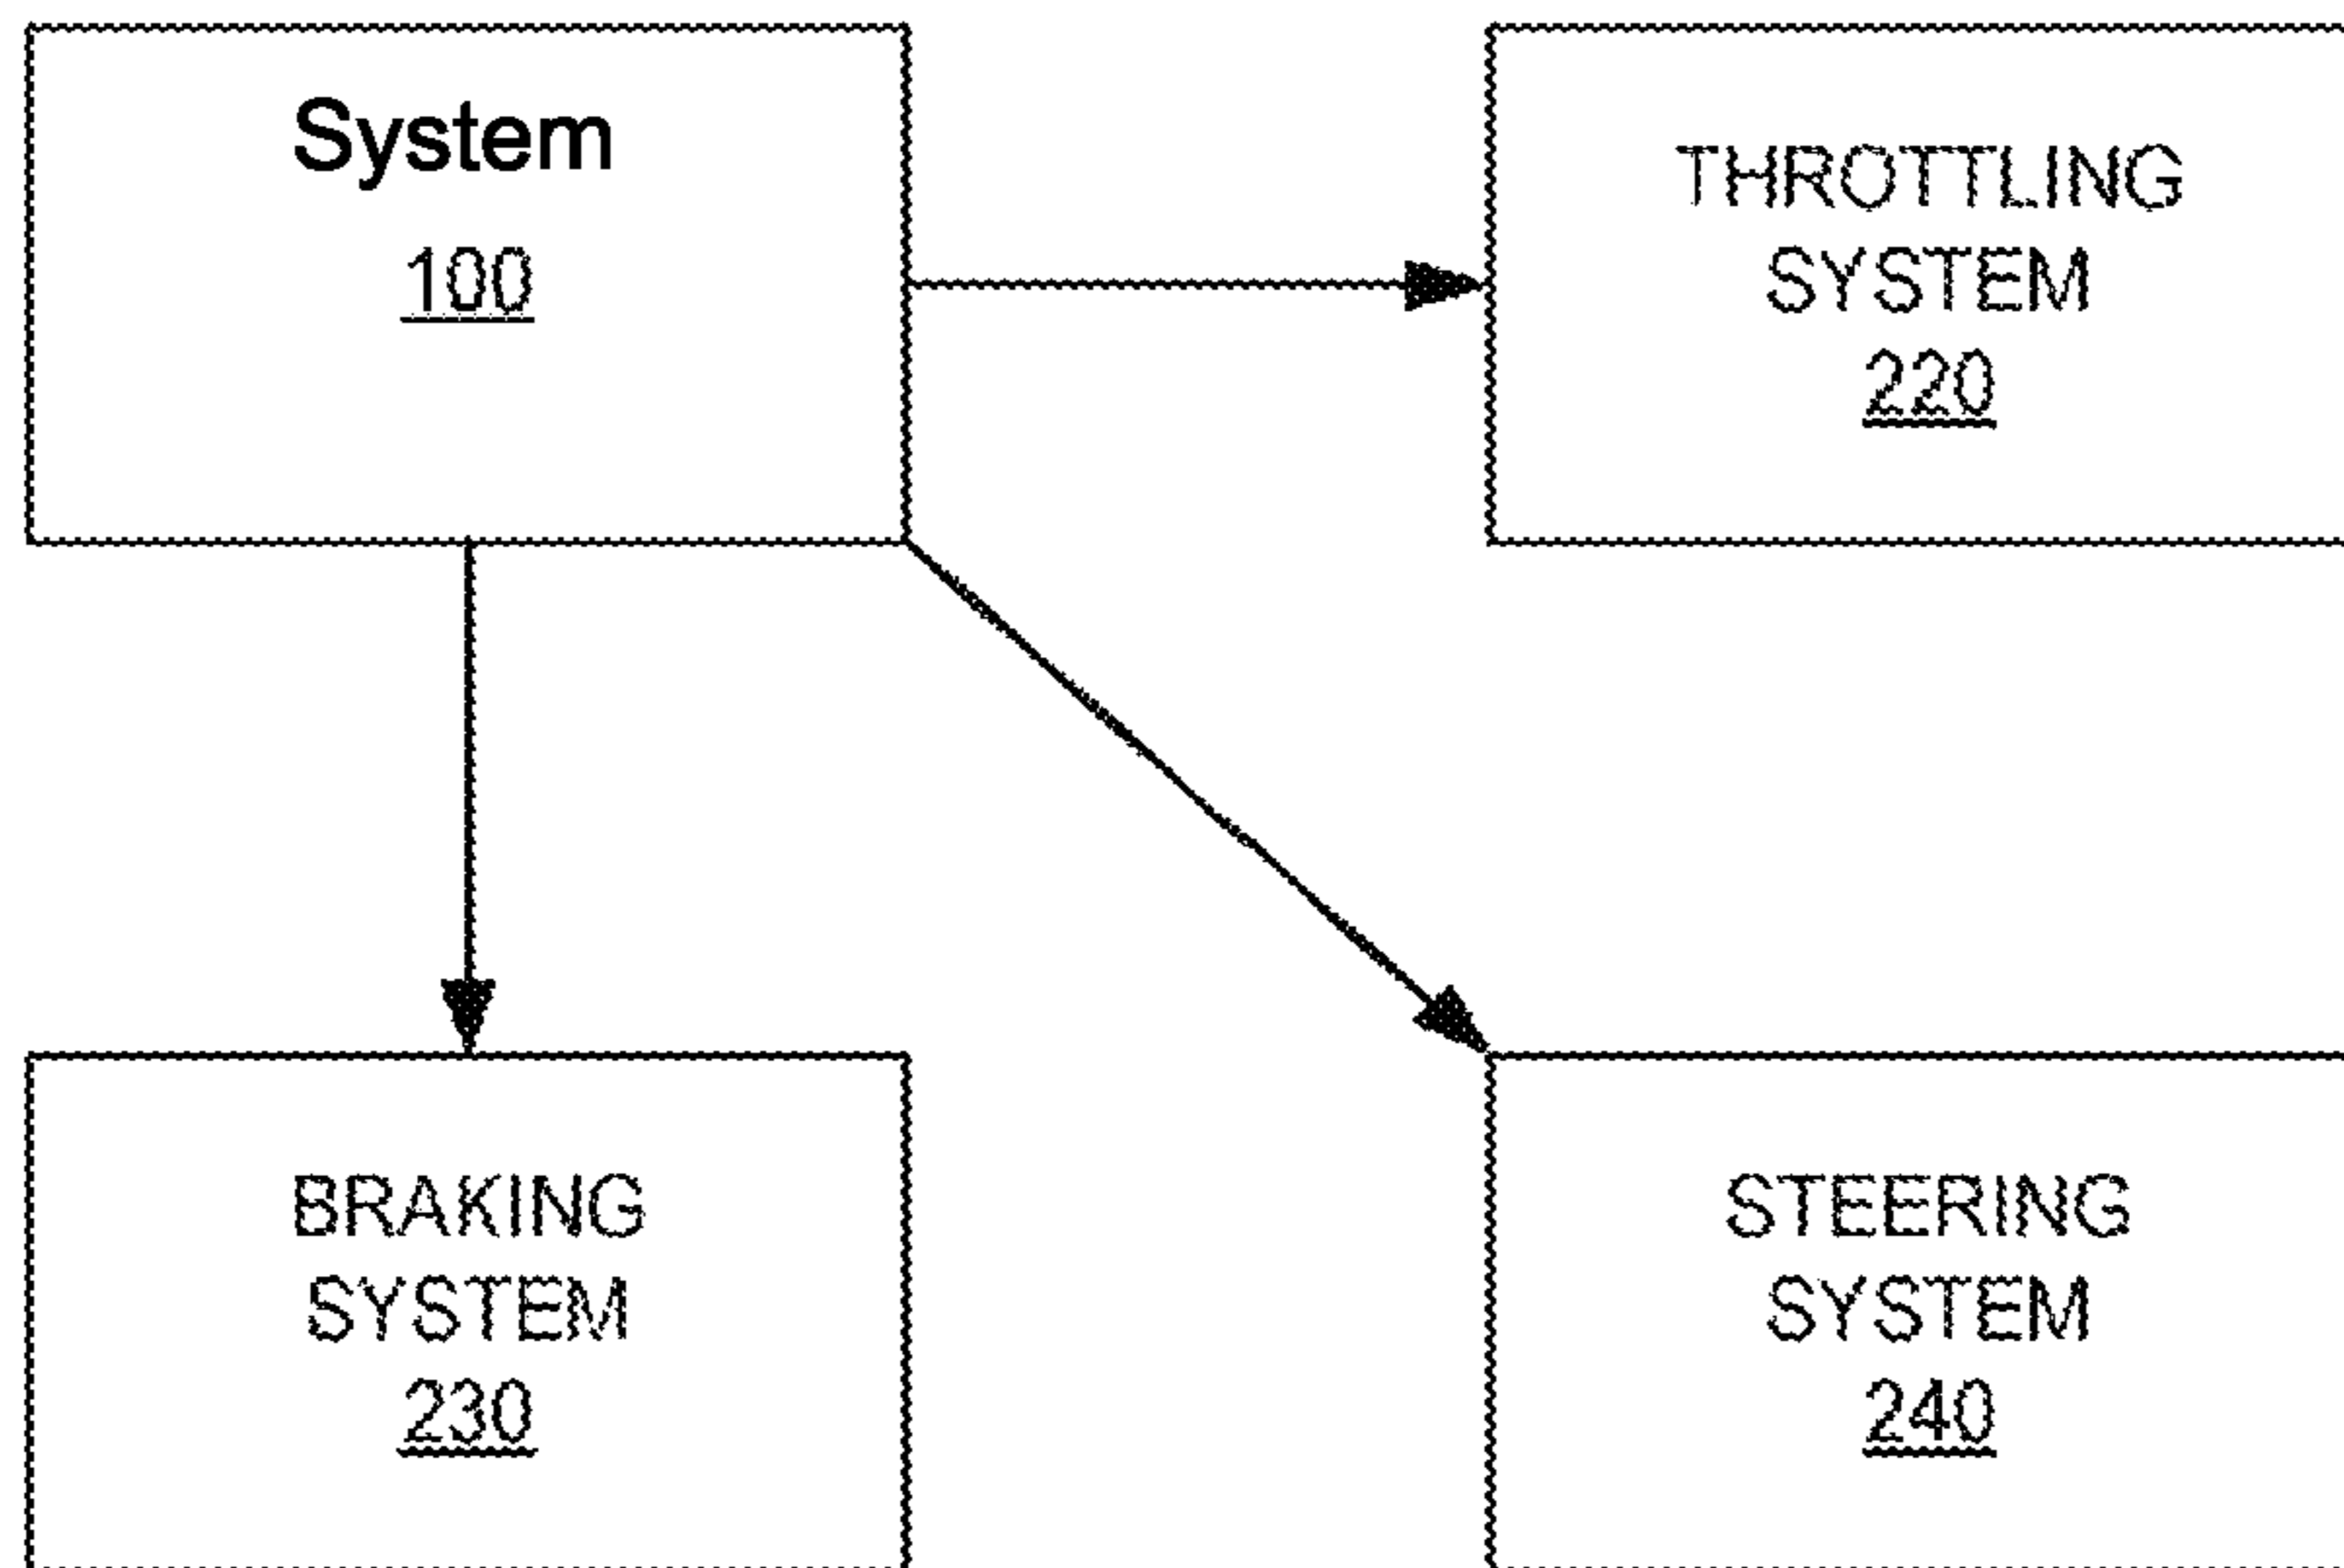 System
100
THROTTLING
SYSTEM
220
BRAKING
SYSTEM
230
STEERING
SYSTEM
240